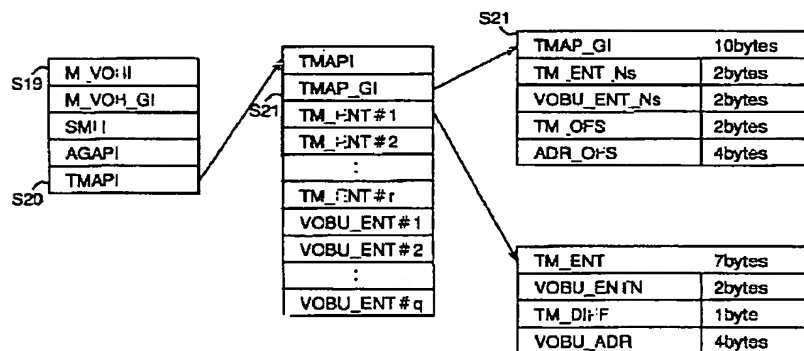 S19
M_VOBI
M_VOB_GI
SMLI
AGAPI
TMAPI
S20
TMAPI
TMAP_GI
S21
TM_ENT#1
TM_ENT#2
:
TM_ENT#r
VOBU_ENT#1
VOBU_ENT#2
:
VOBU_ENT#q
S21
TMAP_GI 10bytes
TM_ENT_Ns 2bytes
VOBU_ENT_Ns 2bytes
TM_OFS 2bytes
ADR_OFS 4bytes
TM_ENT 7bytes
VOBU_ENTN 2bytes
TM_DIFF 1byte
VOBU_ADR 4bytes